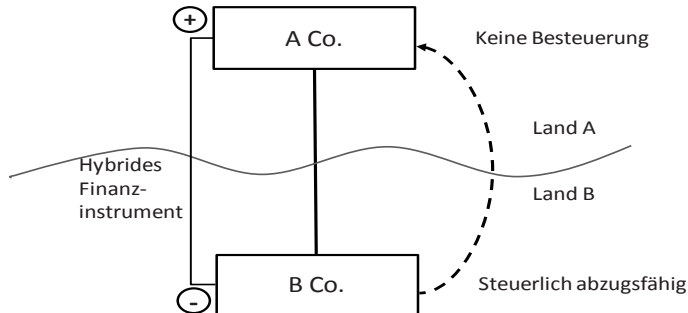 +
A Co.
Keine Besteuerung
Land A
Hybrides
Finanz-
instrument
Land B
-
B Co.
Steuerlich abzugsfähig